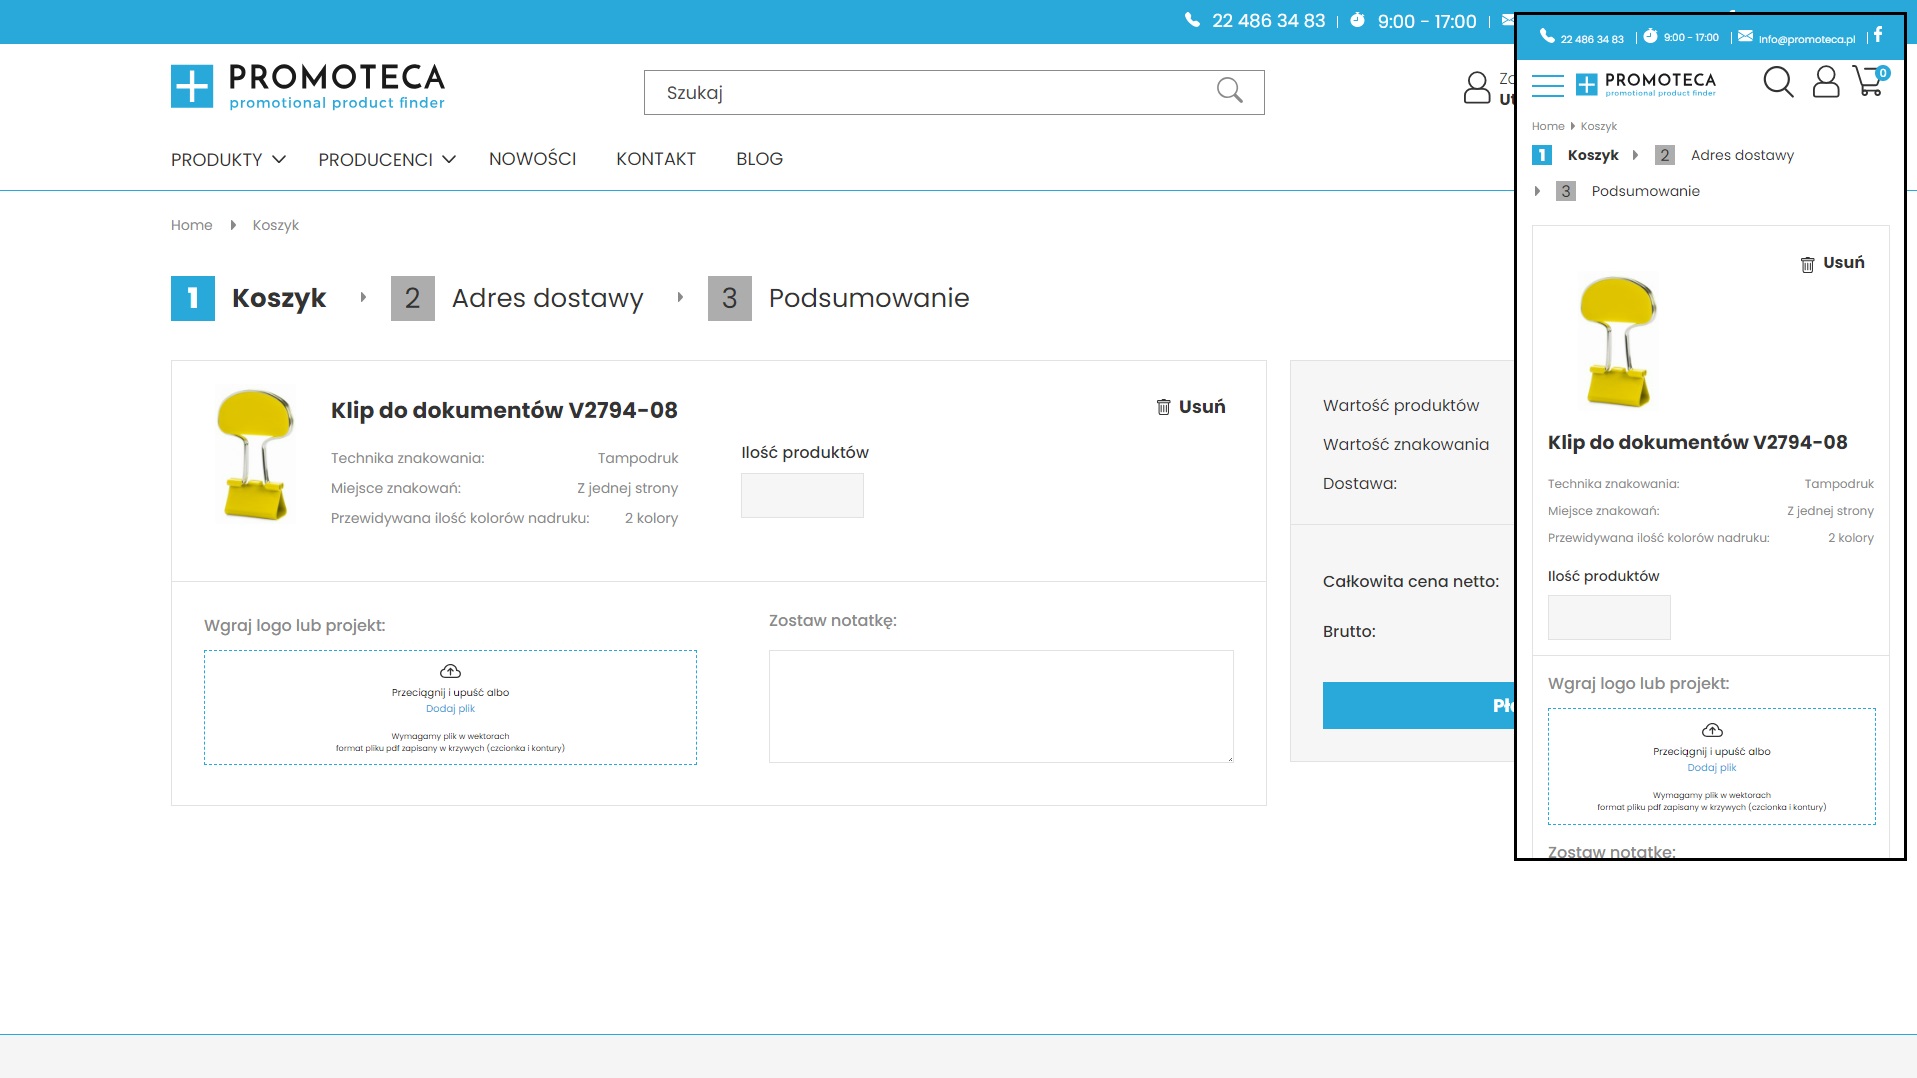 22 486 34 83
9:00 - 17:00
PROMOTECA
promotional product finder
Szukaj
PRODUKTY
PRODUCENCI
NOWOŚCI
KONTAKT
BLOG
Home
Koszyk
1 Koszyk
2 Adres dostawy
3 Podsumowanie
Klip do dokumentów V2794-08
Usuń
Technika znakowania: Tampodruk
Miejsce znakowań: Z jednej strony
Przewidywana ilość kolorów nadruku: 2 kolory
Ilość produktów
Wgraj logo lub projekt:
Przeciągnij i upuść albo
Dodaj plik
Wymagamy plik w wektorach
format pliku pdf zapisany w krzywych (czcionka i kontury)
Zostaw notatkę:
Wartość produktów
Wartość znakowania
Dostawa:
Całkowita cena netto:
Brutto:
22 486 34 83
9:00 - 17:00
info@promoteca.pl
PROMOTECA
promotional product finder
0
Home
Koszyk
1 Koszyk
2 Adres dostawy
3 Podsumowanie
Usuń
Klip do dokumentów V2794-08
Technika znakowania: Tampodruk
Miejsce znakowań: Z jednej strony
Przewidywana ilość kolorów nadruku: 2 kolory
Ilość produktów
Wgraj logo lub projekt:
Przeciągnij i upuść albo
Dodaj plik
Wymagamy plik w wektorach
format pliku pdf zapisany w krzywych (czcionka i kontury)
Zostaw notatkę: